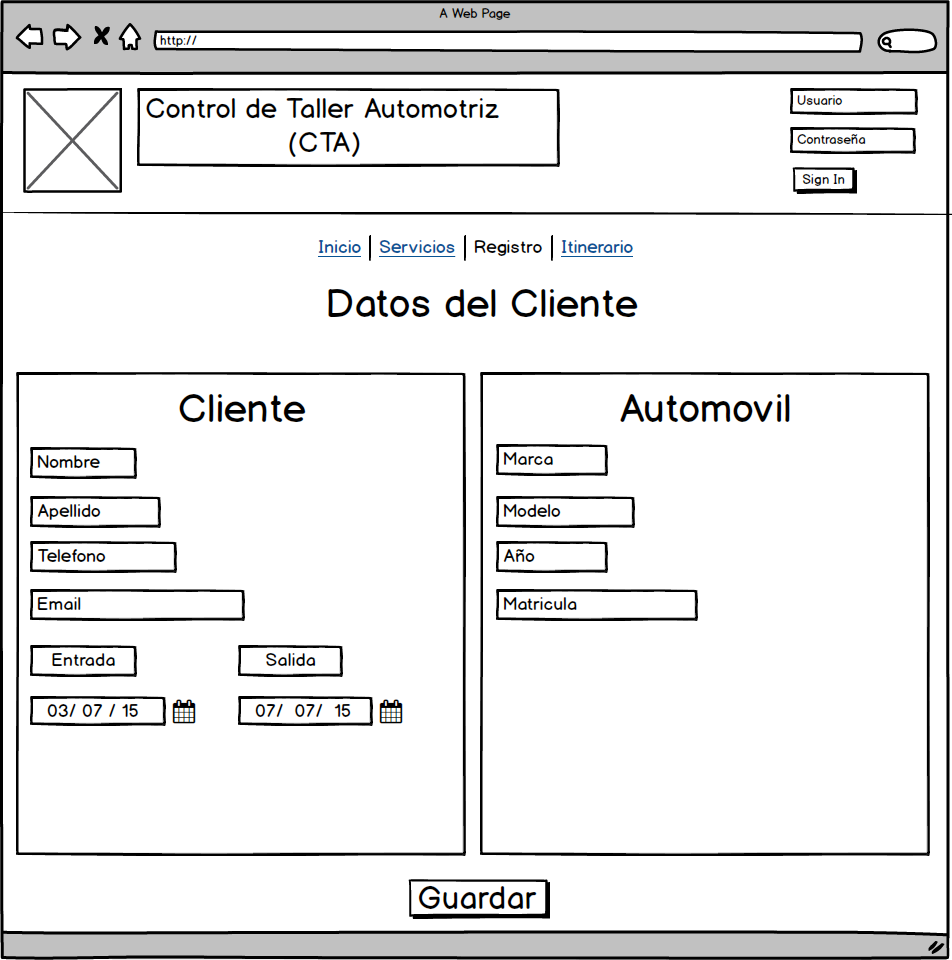 A Web Page
http://
Control de Taller Automotriz
(CTA)
Usuario
Contraseña
Sign In
Inicio | Servicios | Registro | Itinerario
Datos del Cliente
Cliente
Nombre
Apellido
Telefono
Email
Entrada Salida
03/ 07 / 15 07/ 07/ 15
Automovil
Marca
Modelo
Año
Matricula
Guardar